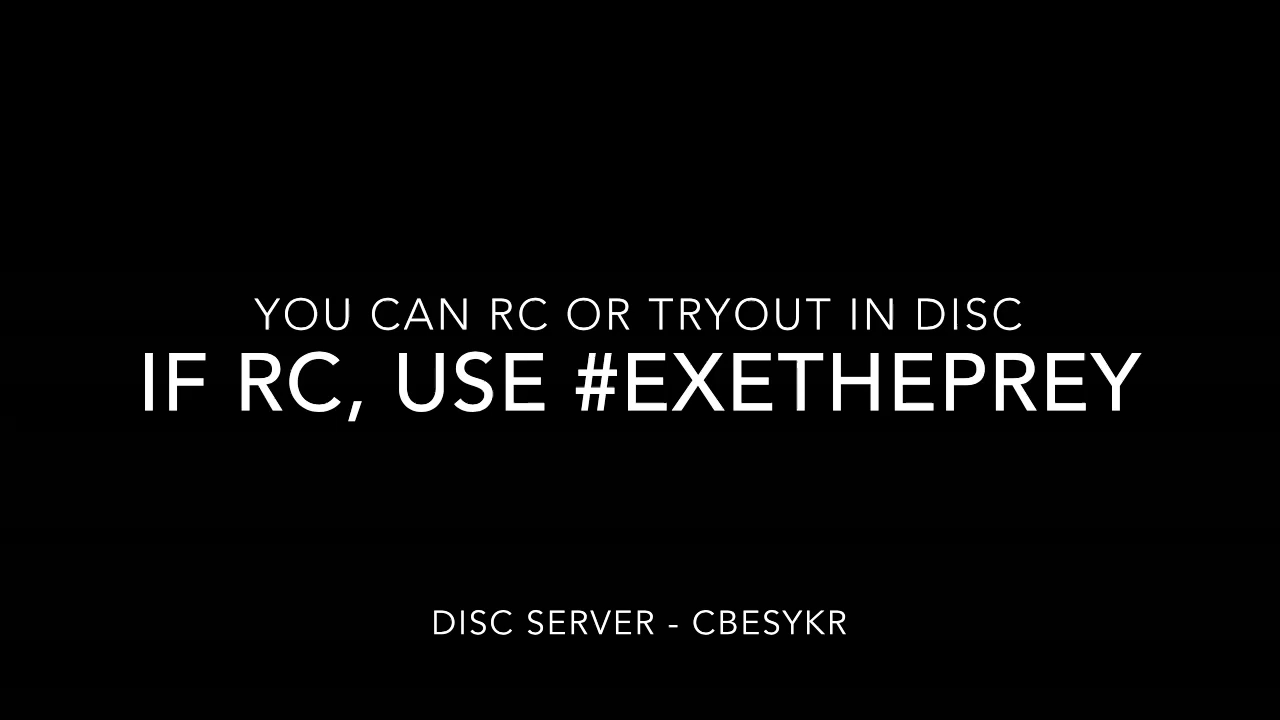 YOU CAN RC OR TRYOUT IN DISC
IF RC, USE #EXETHEPREY
DISC SERVER - CBESYKR